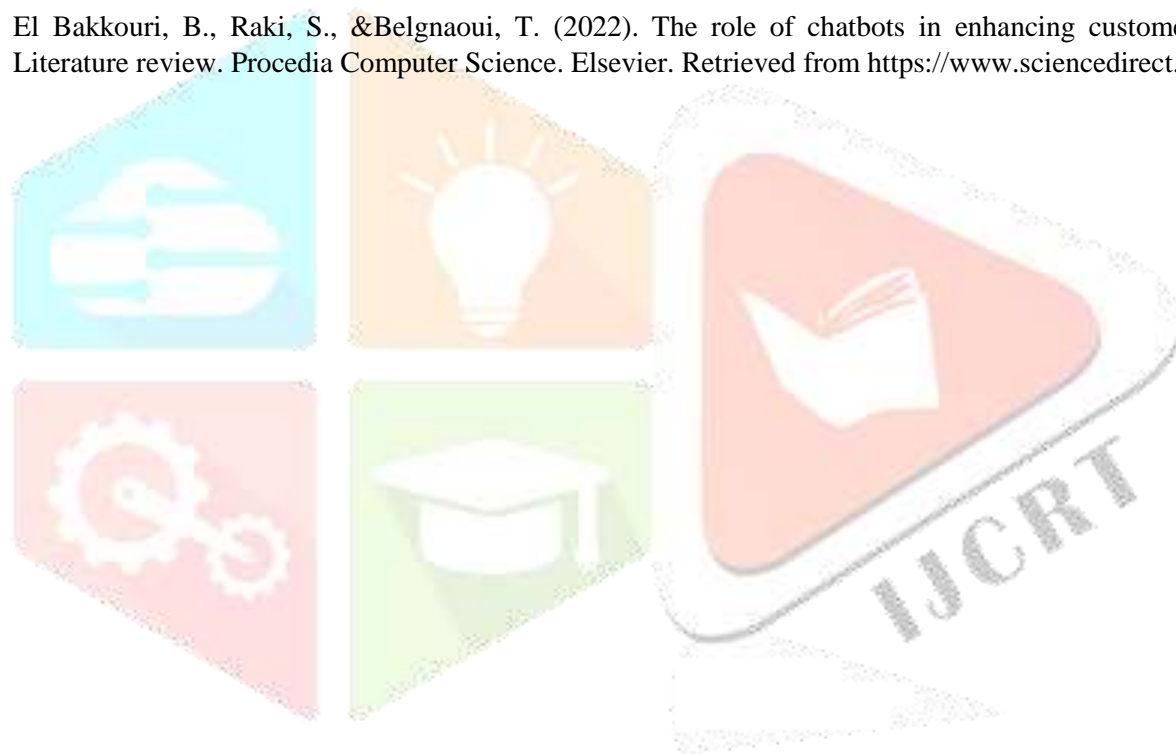 El Bakkouri, B., Raki, S., &Belgnaoui, T. (2022). The role of chatbots in enhancing custome
Literature review. Procedia Computer Science. Elsevier. Retrieved from https://www.sciencedirect.
IJCRT